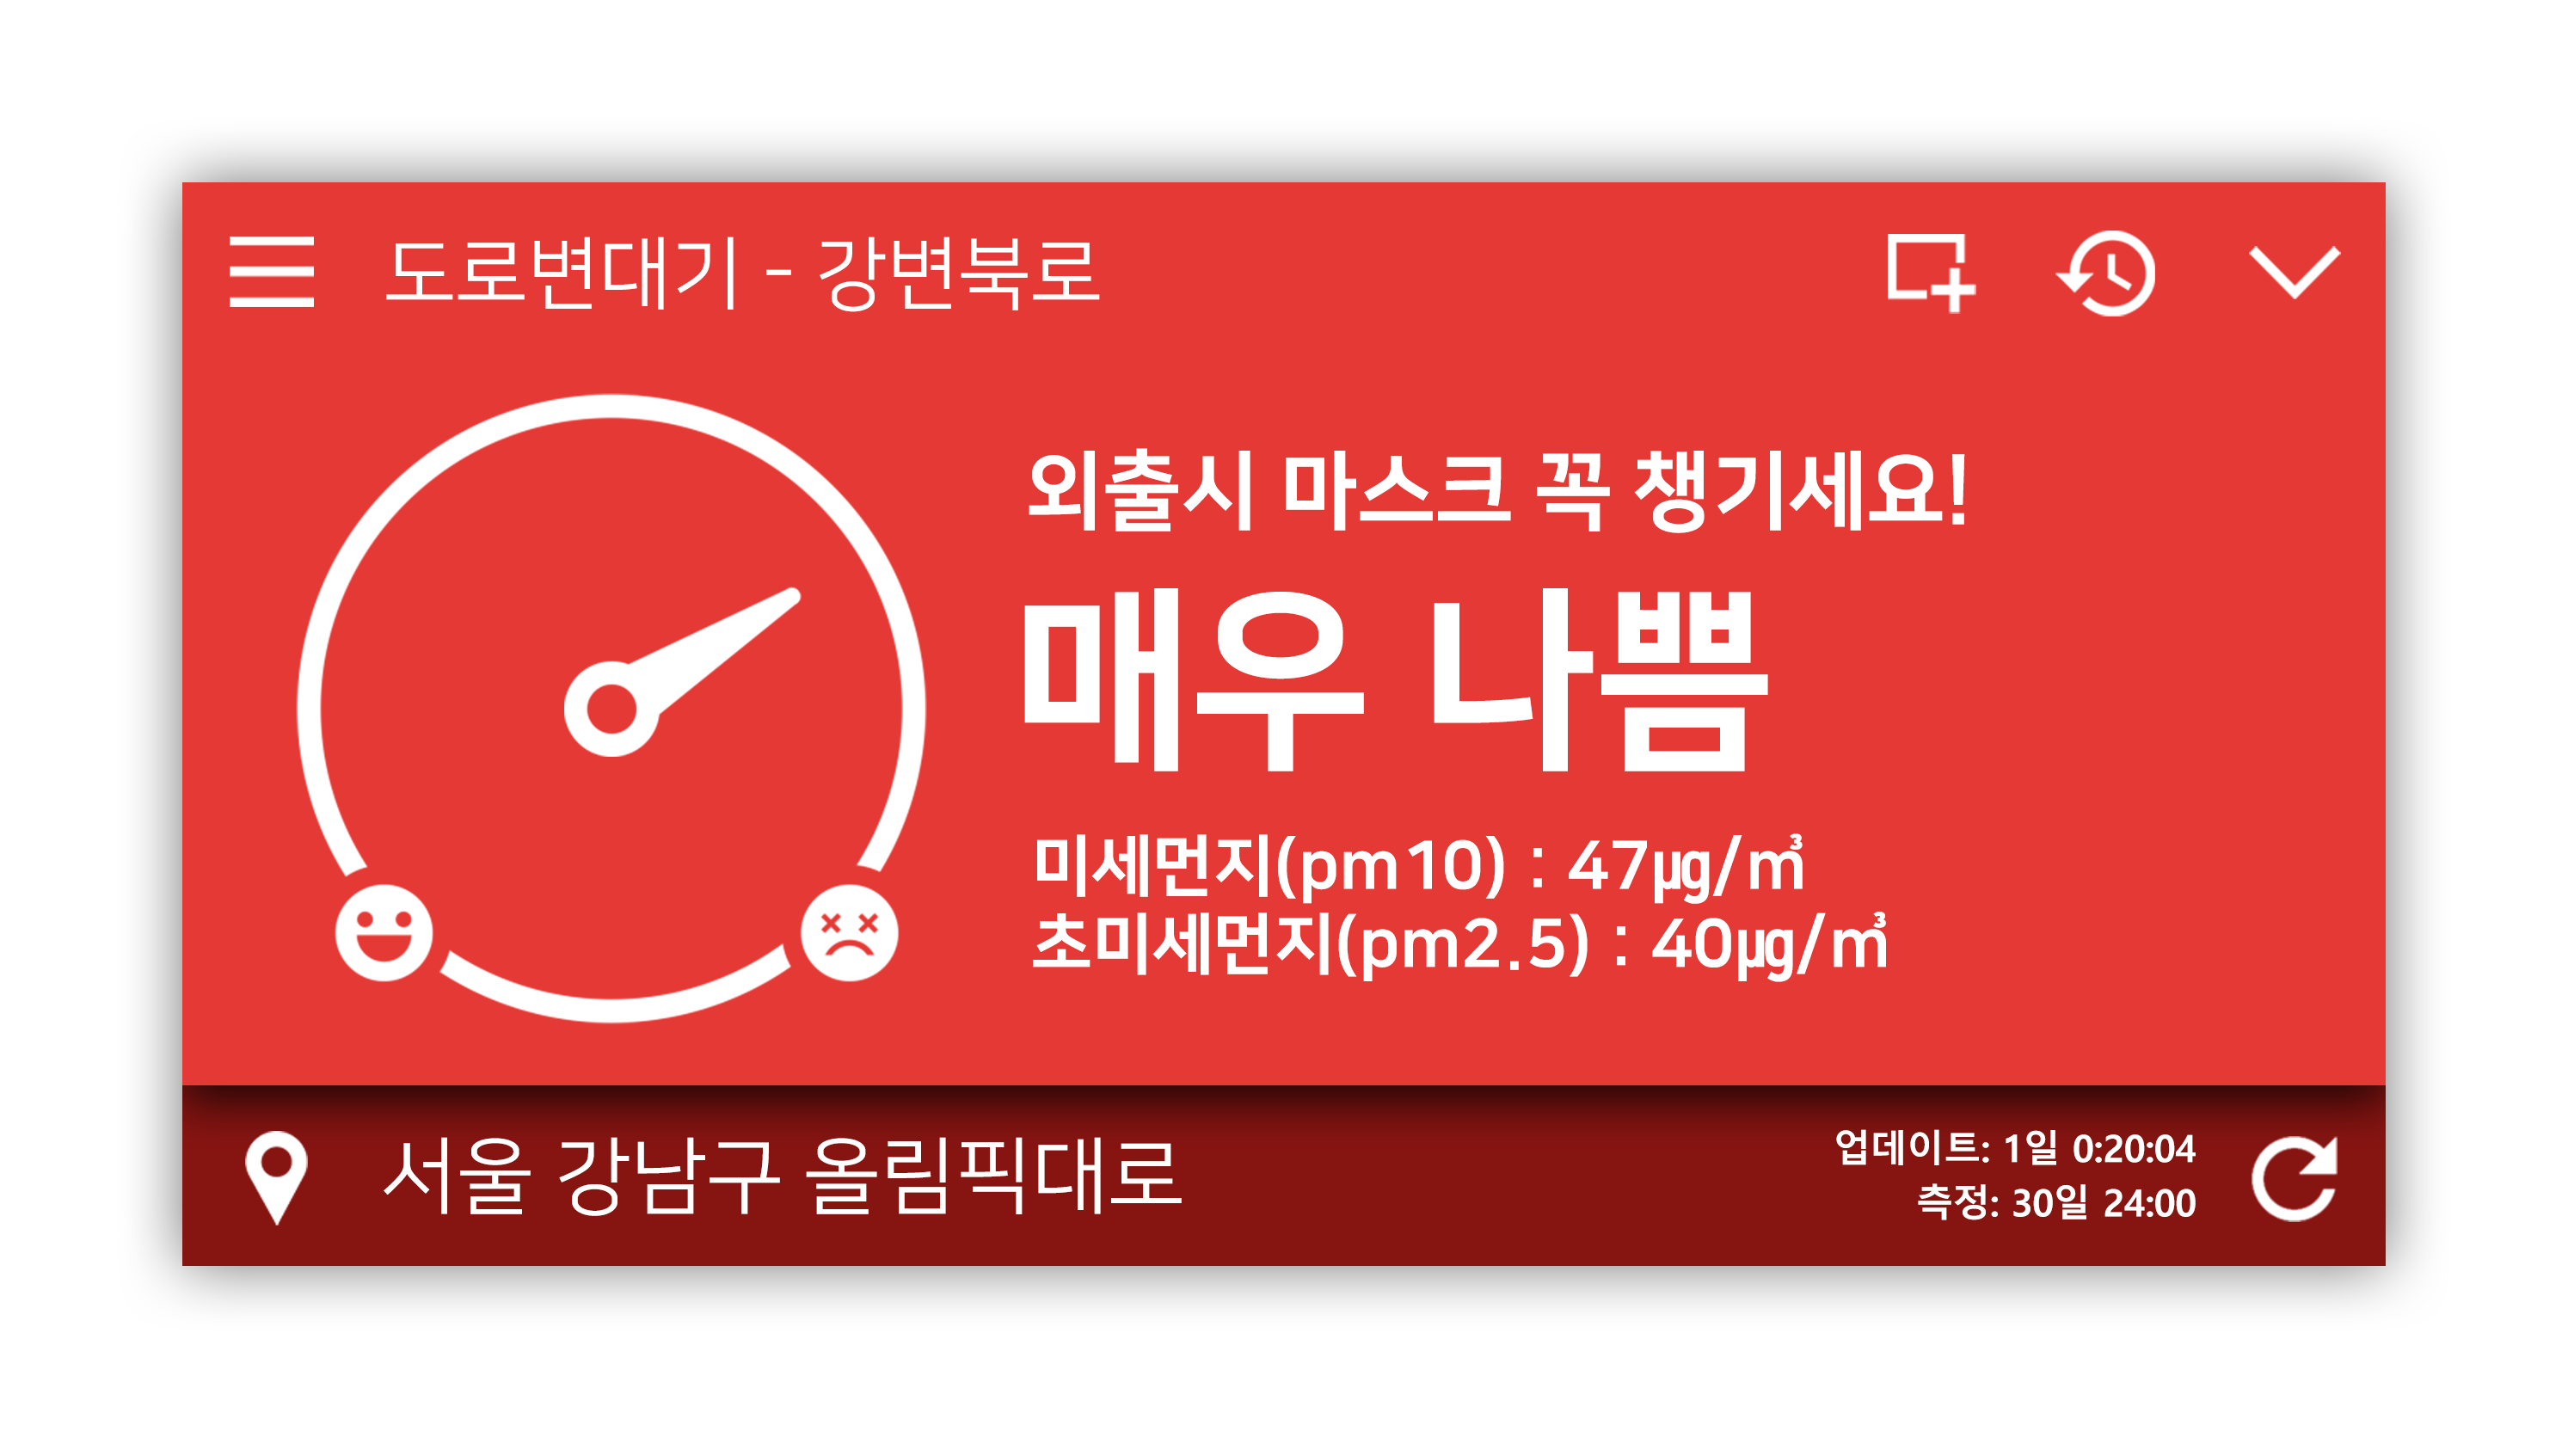 도로변대기 - 강변북로
외출시 마스크 꼭 챙기세요!
매우 나쁨
미세먼지(pm10) : 47㎍/㎥
초미세먼지(pm2.5) : 40㎍/㎥
서울 강남구 올림픽대로
업데이트: 1일 0:20:04
측정: 30일 24:00